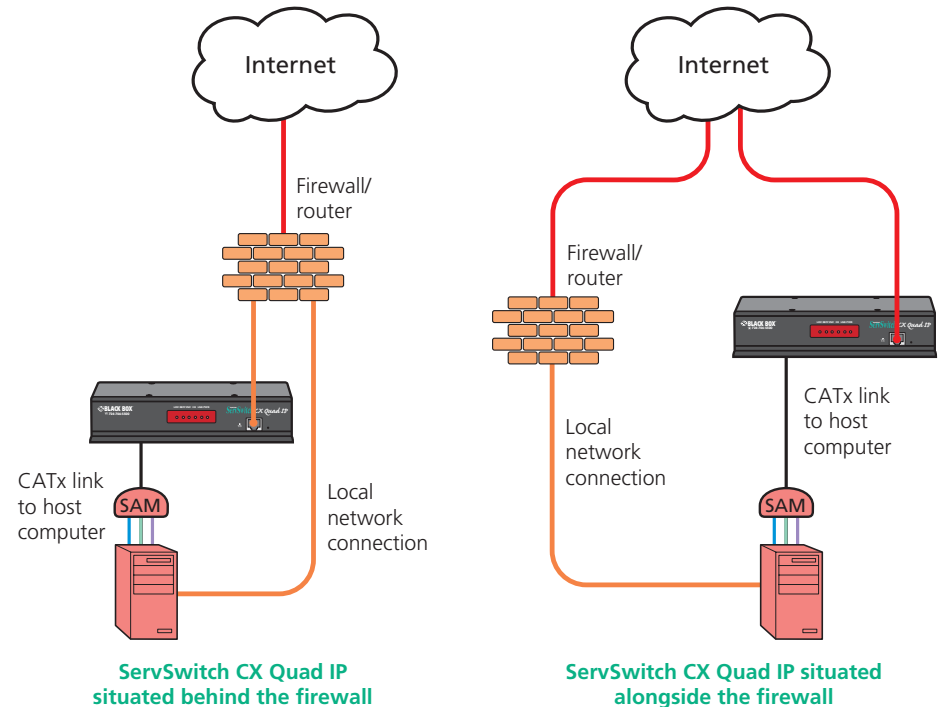 Internet
Firewall/
router
BLACK BOX
ServSwitch CX Quad IP
CATx link
to host
computer
SAM
Local
network
connection
ServSwitch CX Quad IP
situated behind the firewall
Internet
Firewall/
router
BLACK BOX
ServSwitch CX Quad IP
CATx link
to host
computer
Local
network
connection
SAM
ServSwitch CX Quad IP situated
alongside the firewall